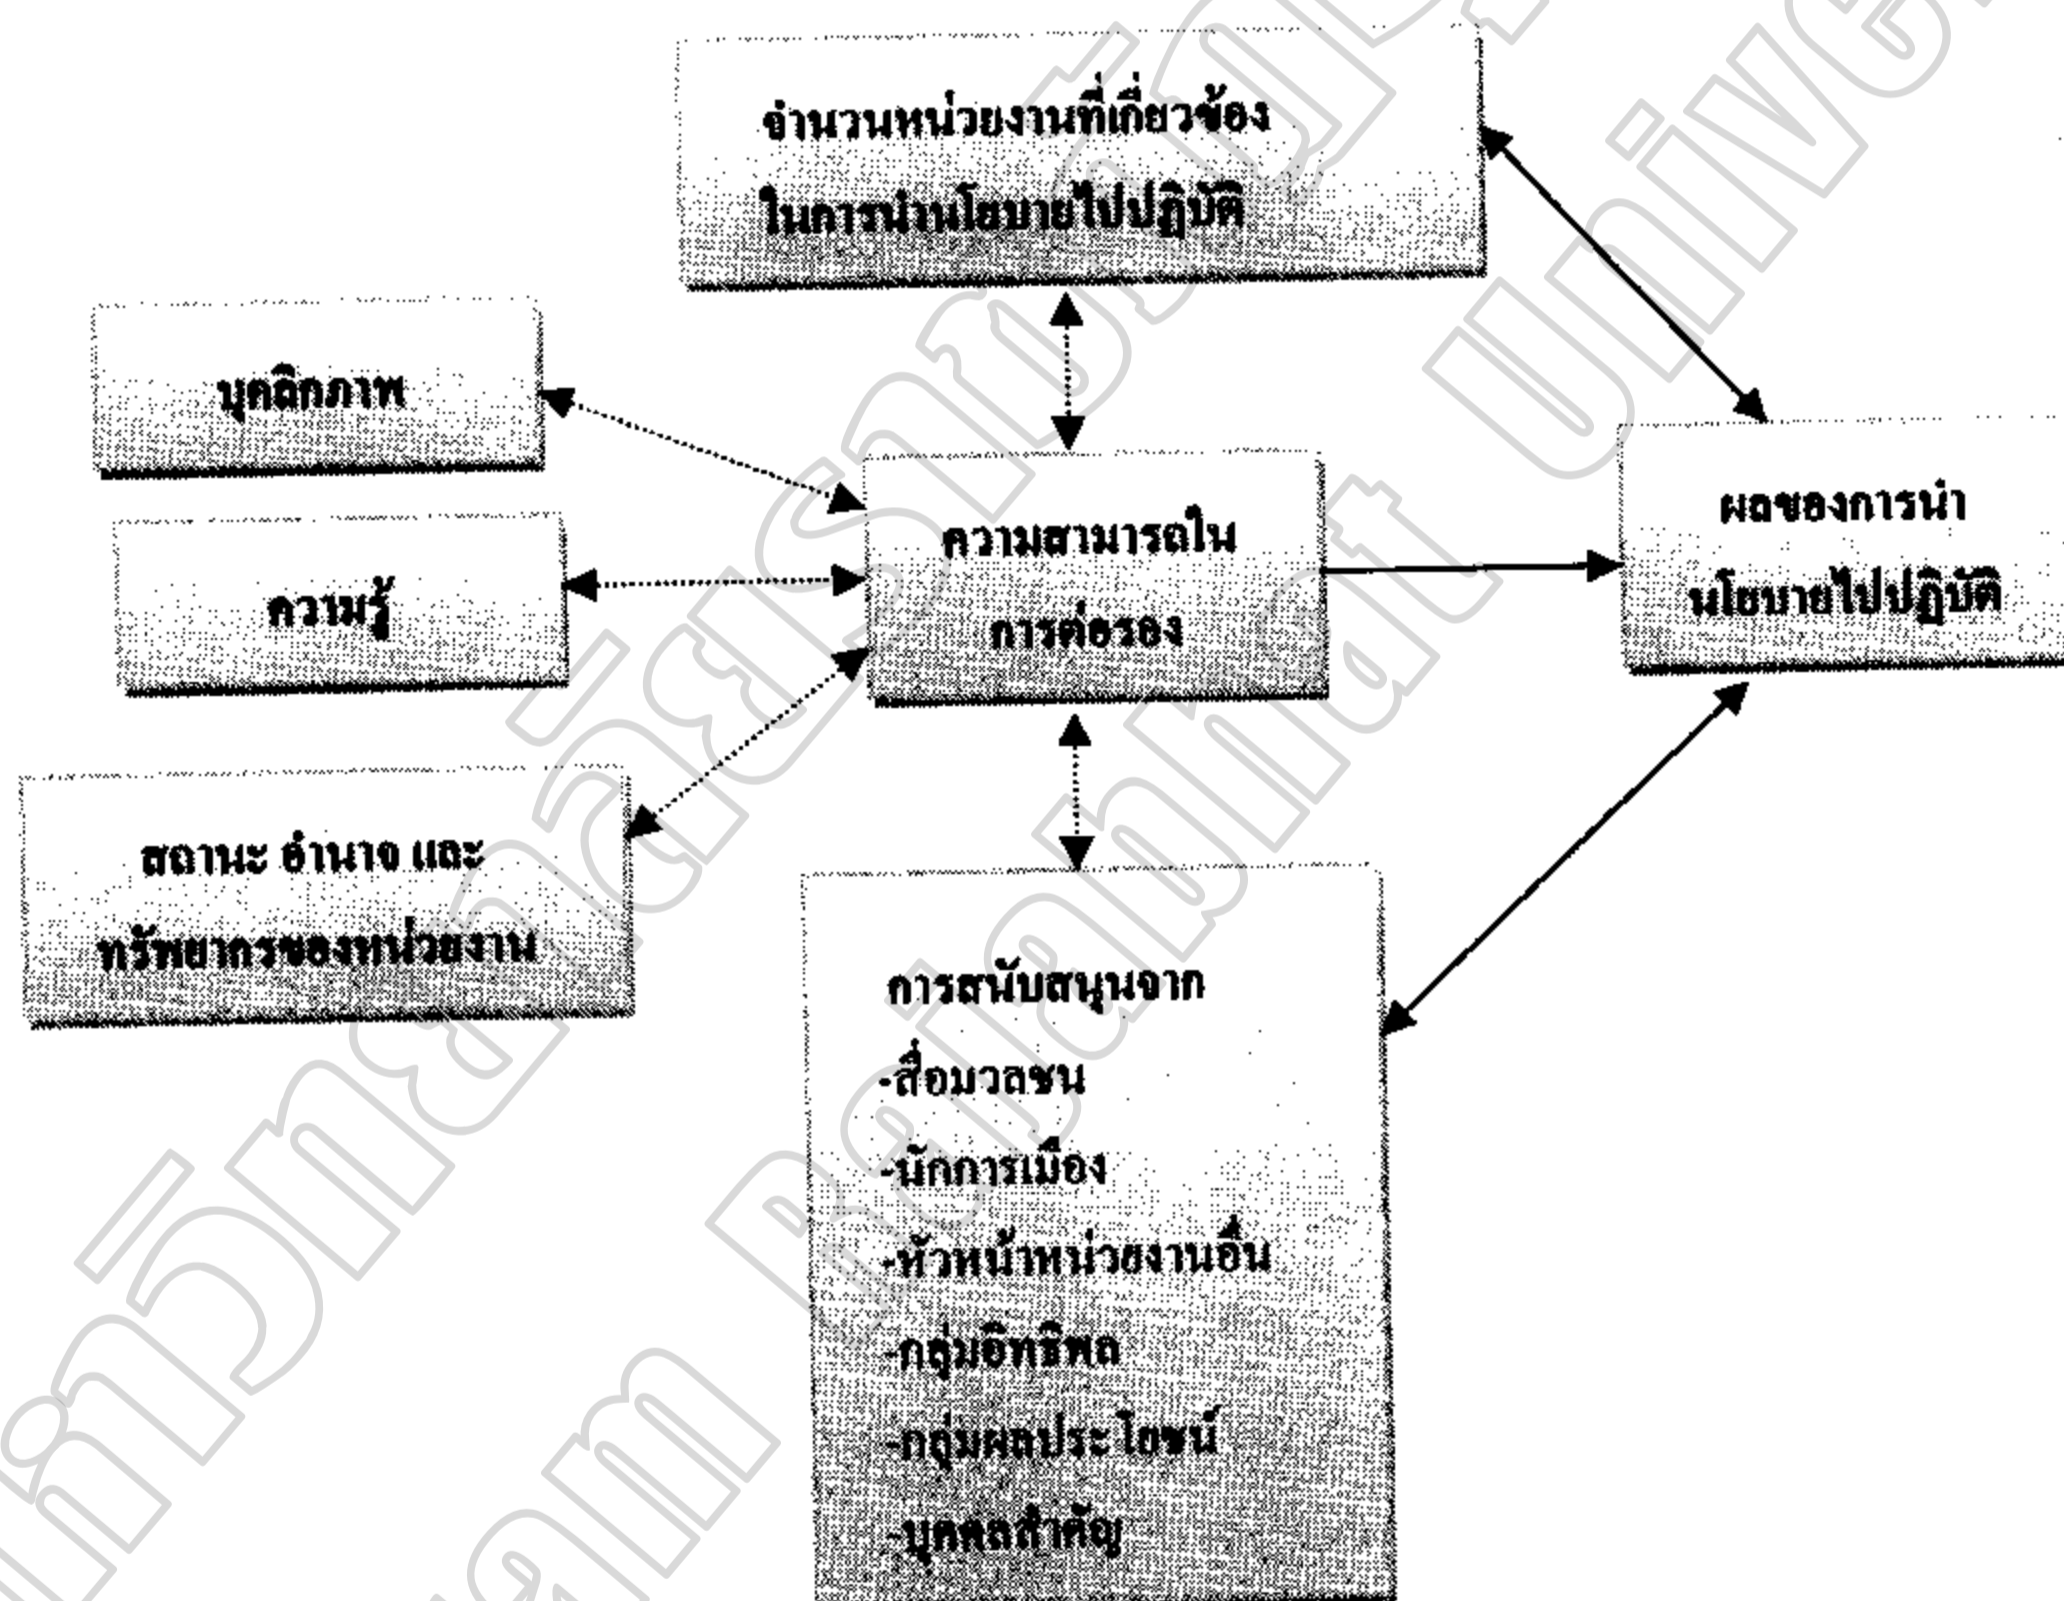 จำนวนหน่วยงานที่เกี่ยวข้อง
ในการนำนโยบายไปปฏิบัติ
บุคลิกภาพ
ความรู้
สถานะ อำนาจ และ
ทรัพยากรของหน่วยงาน
ความสามารถใน
การต่อรอง
ผลของการนำ
นโยบายไปปฏิบัติ
การสนับสนุนจาก
-สื่อมวลชน
-นักการเมือง
-หัวหน้าหน่วยงานอื่น
-กลุ่มอิทธิพล
-กลุ่มผลประโยชน์
-บุคคลสำคัญ
Rajabhat Univer